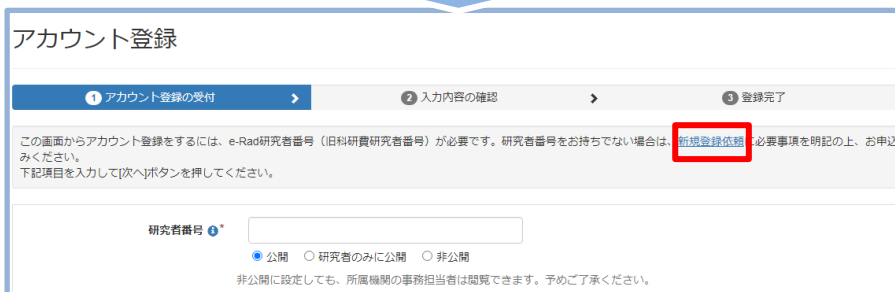 アカウント登録
1 アカウント登録の受付 > 2 入力内容の確認 > 3 登録完了
この画面からアカウント登録をするには、e-Rad研究者番号（旧科研費研究者番号）が必要です。研究者番号をお持ちでない場合は、新規登録依頼に必要事項を明記の上、お申込
みください。
下記項目を入力して[次へ]ボタンを押してください。
研究者番号 *
公開 研究者のみに公開 非公開
非公開に設定しても、所属機関の事務担当者は閲覧できます。予めご了承ください。